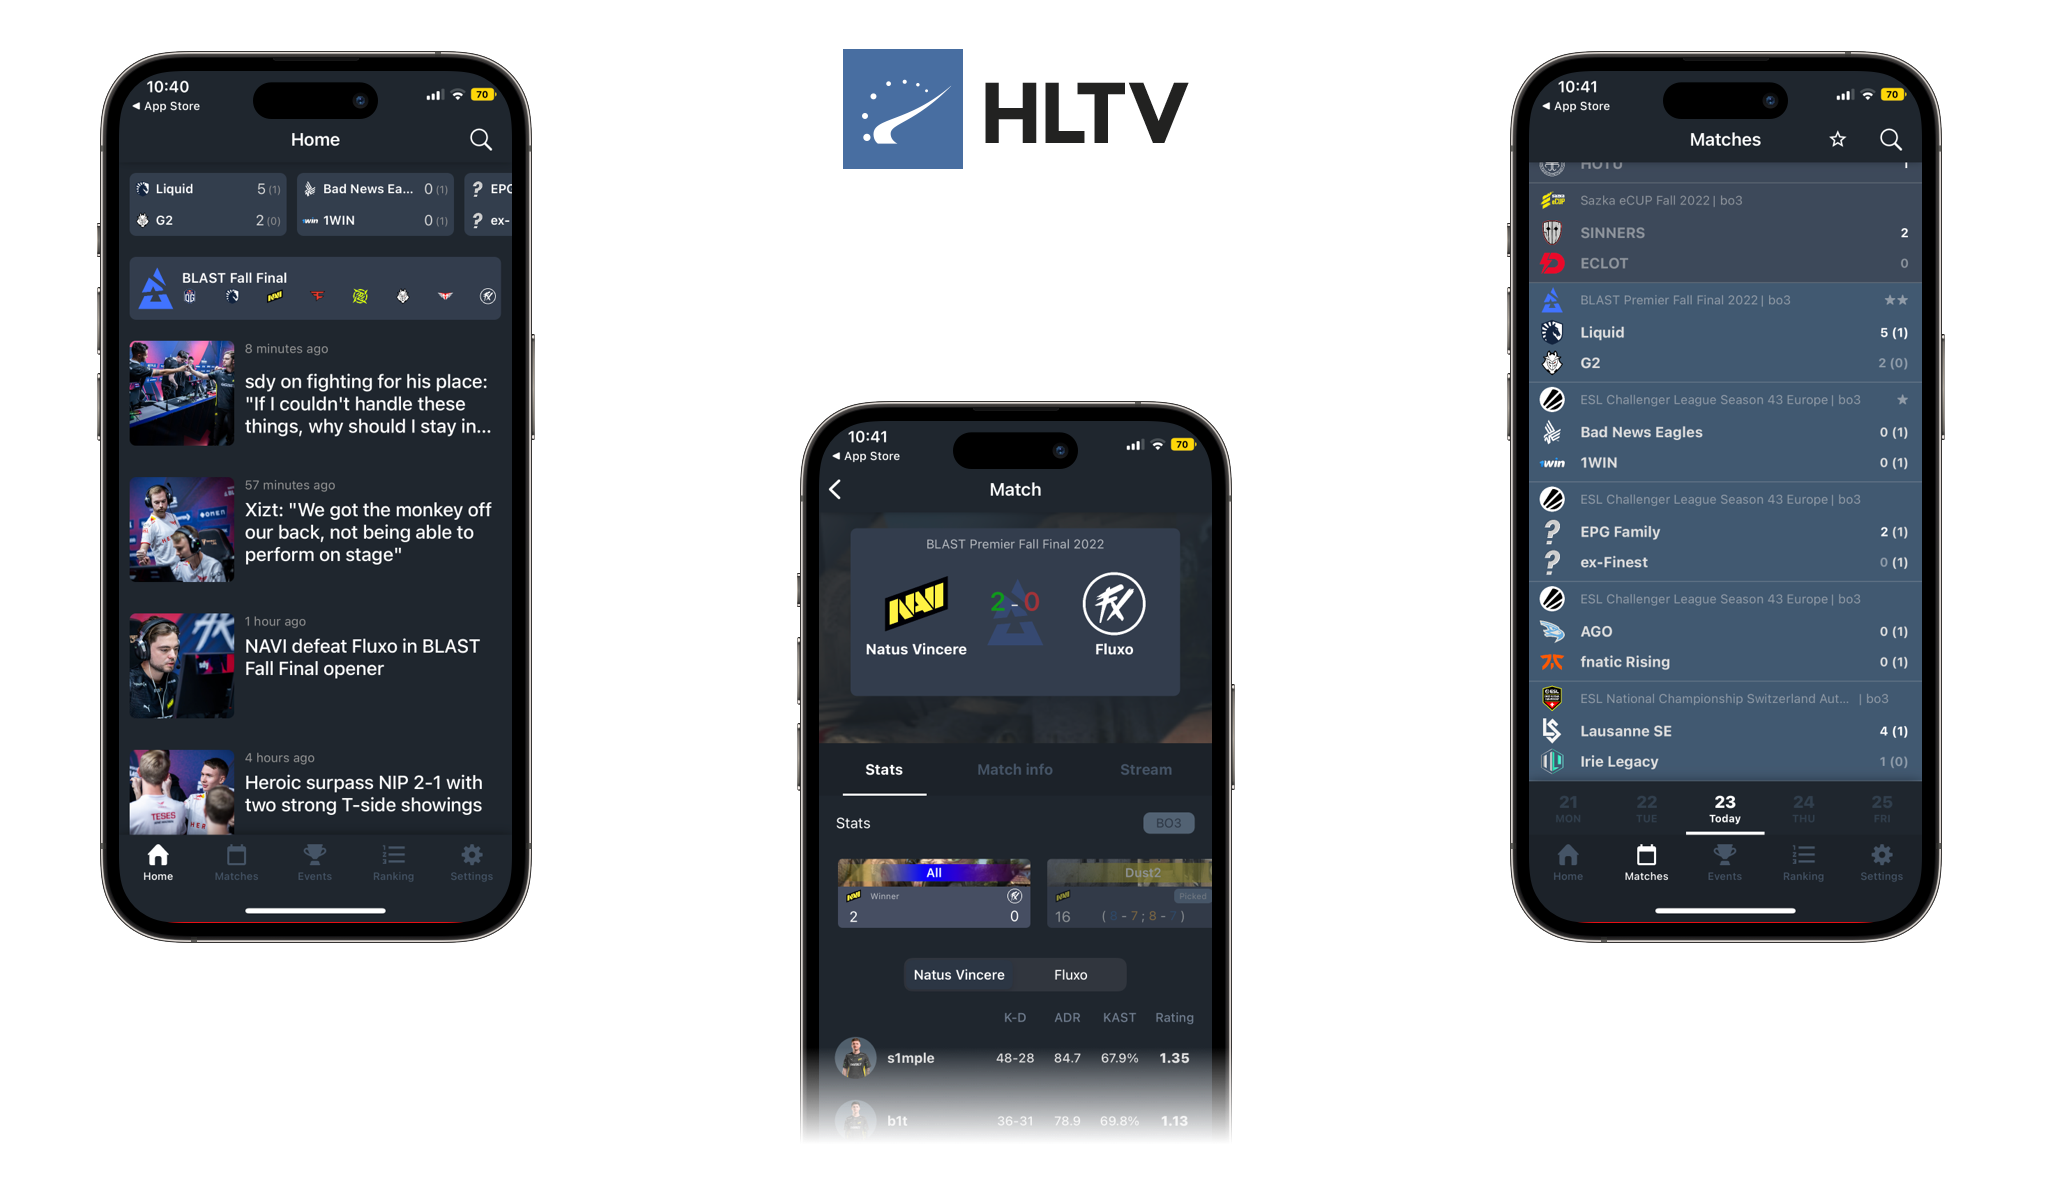 HLTV
10:40
App Store
70
Home
Liquid 5 (1)
G2 2 (0)
Bad News Ea... 0 (1)
1WIN 0 (1)
? EPG
? ex-
BLAST Fall Final
8 minutes ago
sdy on fighting for his place:
"If I couldn't handle these
things, why should I stay in...
57 minutes ago
Xizt: "We got the monkey off
our back, not being able to
perform on stage"
1 hour ago
NAVI defeat Fluxo in BLAST
Fall Final opener
4 hours ago
Heroic surpass NIP 2-1 with
two strong T-side showings
TESES
Home Matches Events Ranking Settings
10:41
App Store
70
Match
BLAST Premier Fall Final 2022
NAVI 2 - 0 FX
Natus Vincere Fluxo
Stats Match info Stream
Stats BO3
All
Winner
2 0
Dust2
Picked
16 ( 8 - 7 ; 8 - 7 )
Natus Vincere Fluxo
K-D ADR KAST Rating
s1mple 48-28 84.7 67.9% 1.35
b1t 36-31 78.9 69.8% 1.13
10:41
App Store
70
Matches
HOTU 1
Sazka eCUP Fall 2022 | bo3
SINNERS 2
ECLOT 0
BLAST Premier Fall Final 2022 | bo3
Liquid 5 (1)
G2 2 (0)
ESL Challenger League Season 43 Europe | bo3
Bad News Eagles 0 (1)
1win 1WIN 0 (1)
ESL Challenger League Season 43 Europe | bo3
? EPG Family 2 (1)
? ex-Finest 0 (1)
ESL Challenger League Season 43 Europe | bo3
AGO 0 (1)
fnatic Rising 0 (1)
ESL National Championship Switzerland Aut... | bo3
Lausanne SE 4 (1)
Irie Legacy 1 (0)
21 22 23 24 25
MON TUE Today THU FRI
Home Matches Events Ranking Settings